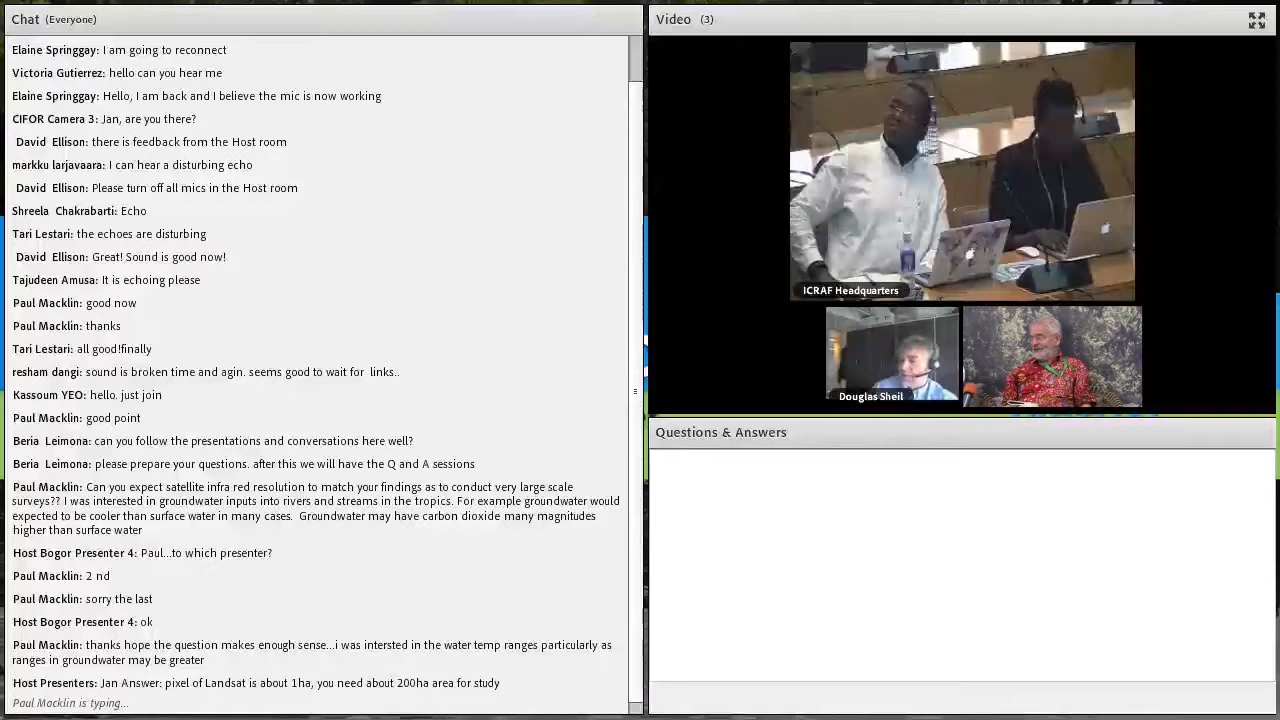 Chat (Everyone)
Elaine Springgay: I am going to reconnect
Victoria Gutierrez: hello can you hear me
Elaine Springgay: Hello, I am back and I believe the mic is now working
CIFOR Camera 3: Jan, are you there?
David Ellison: there is feedback from the Host room
markku larjavaara: I can hear a disturbing echo
David Ellison: Please turn off all mics in the Host room
Shreela Chakrabarti: Echo
Tari Lestari: the echoes are disturbing
David Ellison: Great! Sound is good now!
Tajudeen Amusa: It is echoing please
Paul Macklin: good now
Paul Macklin: thanks
Tari Lestari: all good!finally
resham dangi: sound is broken time and agin. seems good to wait for links..
Kassoum YEO: hello. just join
Paul Macklin: good point
Beria Leimona: can you follow the presentations and conversations here well?
Beria Leimona: please prepare your questions. after this we will have the Q and A sessions
Paul Macklin: Can you expect satellite infra red resolution to match your findings as to conduct very large scale
surveys?? I was interested in groundwater inputs into rivers and streams in the tropics. For example groundwater would
expected to be cooler than surface water in many cases. Groundwater may have carbon dioxide many magnitudes
higher than surface water
Host Bogor Presenter 4: Paul...to which presenter?
Paul Macklin: 2 nd
Paul Macklin: sorry the last
Host Bogor Presenter 4: ok
Paul Macklin: thanks hope the question makes enough sense...i was intersted in the water temp ranges particularly as
ranges in groundwater may be greater
Host Presenters: Jan Answer: pixel of Landsat is about 1ha, you need about 200ha area for study
Paul Macklin is typing...
Video (3)
ICRAF Headquarters
Douglas Sheil
Questions & Answers